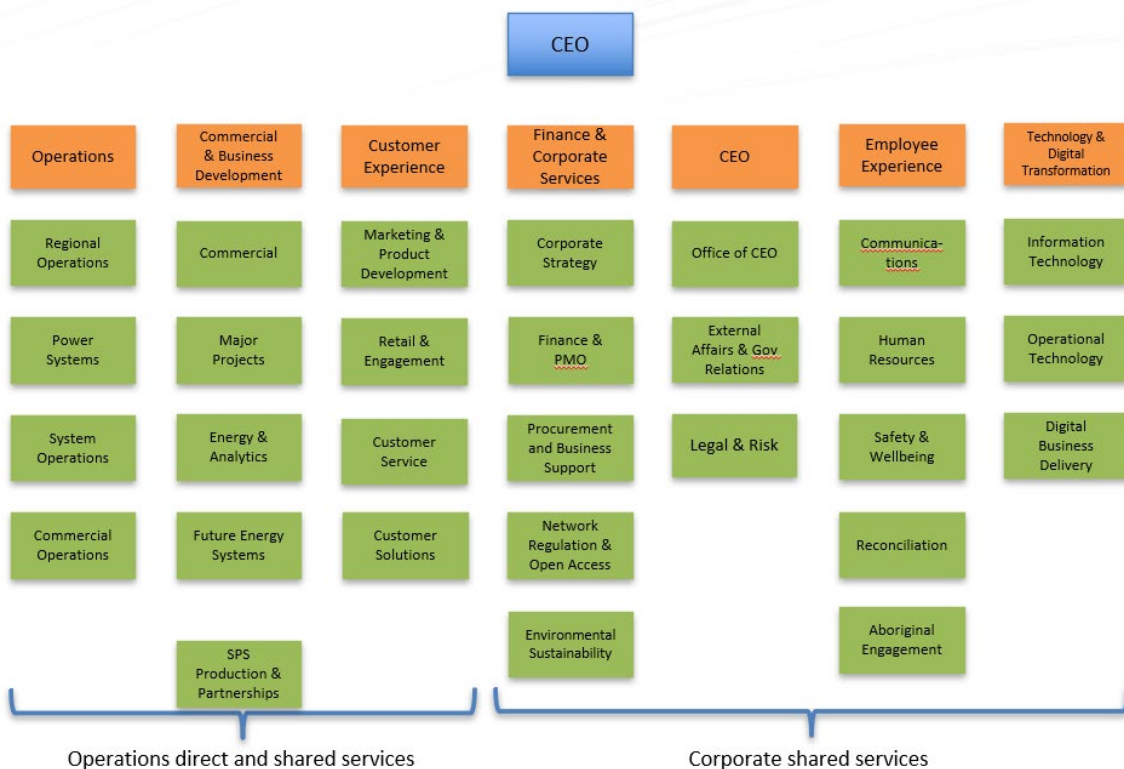 CEO
Operations
Commercial
& Business
Development
Customer
Experience
Finance &
Corporate
Services
CEO
Employee
Experience
Technology &
Digital
Transformation
Regional
Operations
Commercial
Marketing &
Product
Development
Corporate
Strategy
Office of CEO
Communica-
tions
Information
Technology
Power
Systems
Major
Projects
Retail &
Engagement
Finance &
PMO
External
Affairs & Gov
Relations
Human
Resources
Operational
Technology
System
Operations
Energy &
Analytics
Customer
Service
Procurement
and Business
Support
Legal & Risk
Safety &
Wellbeing
Digital
Business
Delivery
Commercial
Operations
Future Energy
Systems
Customer
Solutions
Network
Regulation &
Open Access
Reconciliation
SPS
Production &
Partnerships
Environmental
Sustainability
Aboriginal
Engagement
Operations direct and shared services
Corporate shared services